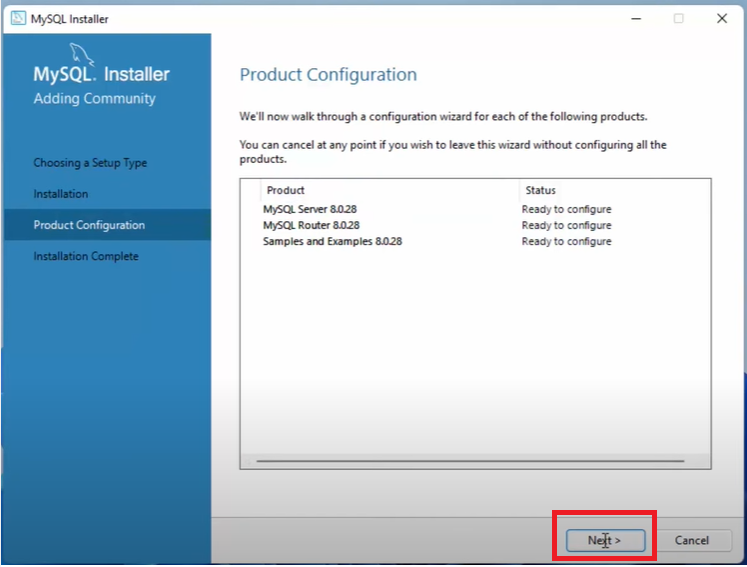 MySQL Installer
MySQL. Installer
Adding Community
Choosing a Setup Type
Installation
Product Configuration
Installation Complete
Product Configuration
We'll now walk through a configuration wizard for each of the following products.
You can cancel at any point if you wish to leave this wizard without configuring all the
products.
Product Status
MySQL Server 8.0.28 Ready to configure
MySQL Router 8.0.28 Ready to configure
Samples and Examples 8.0.28 Ready to configure
Next > Cancel